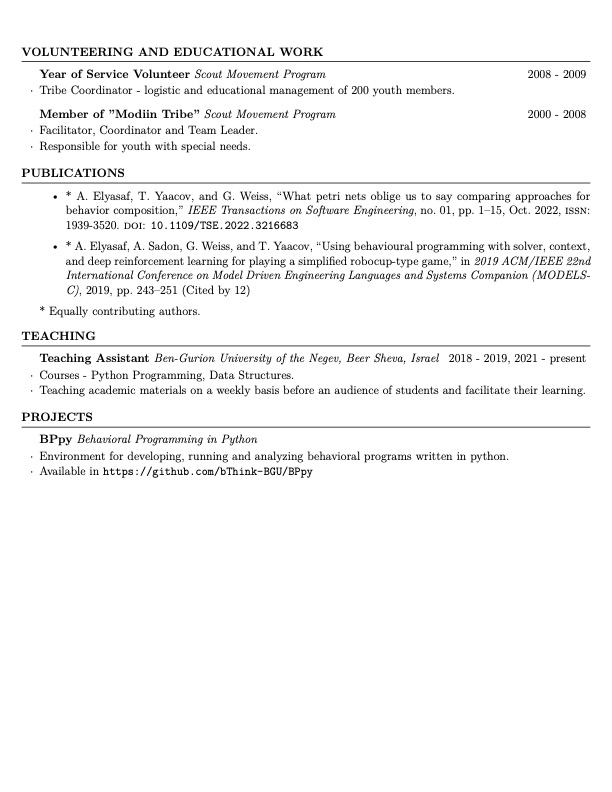 VOLUNTEERING AND EDUCATIONAL WORK
Year of Service Volunteer Scout Movement Program 2008 - 2009
· Tribe Coordinator - logistic and educational management of 200 youth members.
Member of ”Modiin Tribe” Scout Movement Program 2000 - 2008
· Facilitator, Coordinator and Team Leader.
· Responsible for youth with special needs.
PUBLICATIONS
• * A. Elyasaf, T. Yaacov, and G. Weiss, “What petri nets oblige us to say comparing approaches for
behavior composition,” IEEE Transactions on Software Engineering, no. 01, pp. 1–15, Oct. 2022, ISSN:
1939-3520. DOI: 10.1109/TSE.2022.3216683
• * A. Elyasaf, A. Sadon, G. Weiss, and T. Yaacov, “Using behavioural programming with solver, context,
and deep reinforcement learning for playing a simplified robocup-type game,” in 2019 ACM/IEEE 22nd
International Conference on Model Driven Engineering Languages and Systems Companion (MODELS-
C), 2019, pp. 243–251 (Cited by 12)
* Equally contributing authors.
TEACHING
Teaching Assistant Ben-Gurion University of the Negev, Beer Sheva, Israel 2018 - 2019, 2021 - present
· Courses - Python Programming, Data Structures.
· Teaching academic materials on a weekly basis before an audience of students and facilitate their learning.
PROJECTS
BPpy Behavioral Programming in Python
· Environment for developing, running and analyzing behavioral programs written in python.
· Available in https://github.com/bThink-BGU/BPpy